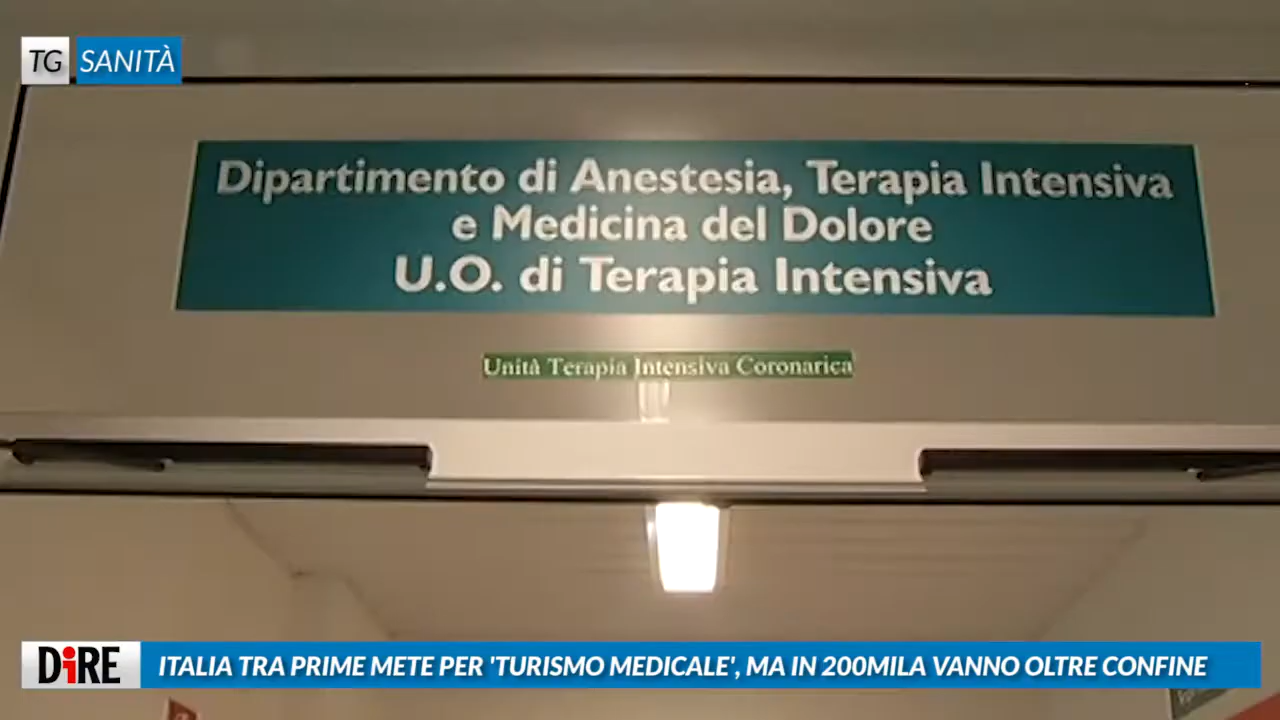 TG SANITÀ
Dipartimento di Anestesia, Terapia Intensiva
e Medicina del Dolore
U.O. di Terapia Intensiva
Unità Terapia Intensiva Coronarica
DiRE ITALIA TRA PRIME METE PER 'TURISMO MEDICALE', MA IN 200MILA VANNO OLTRE CONFINE